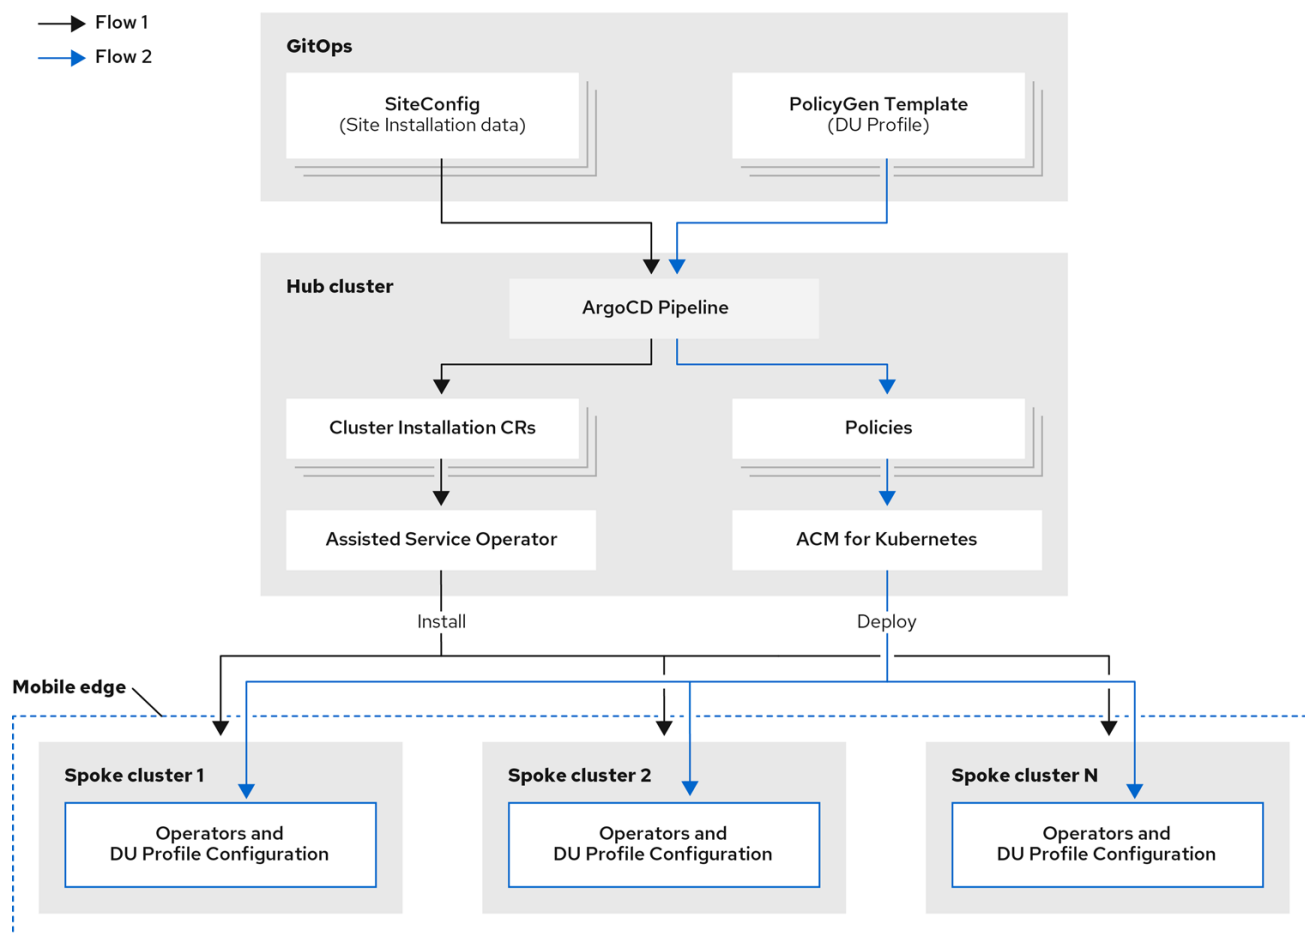 Flow 1
Flow 2
GitOps
SiteConfig
(Site Installation data)
PolicyGen Template
(DU Profile)
Hub cluster
ArgoCD Pipeline
Cluster Installation CRs
Policies
Assisted Service Operator
ACM for Kubernetes
Install
Deploy
Mobile edge
Spoke cluster 1
Operators and
DU Profile Configuration
Spoke cluster 2
Operators and
DU Profile Configuration
Spoke cluster N
Operators and
DU Profile Configuration